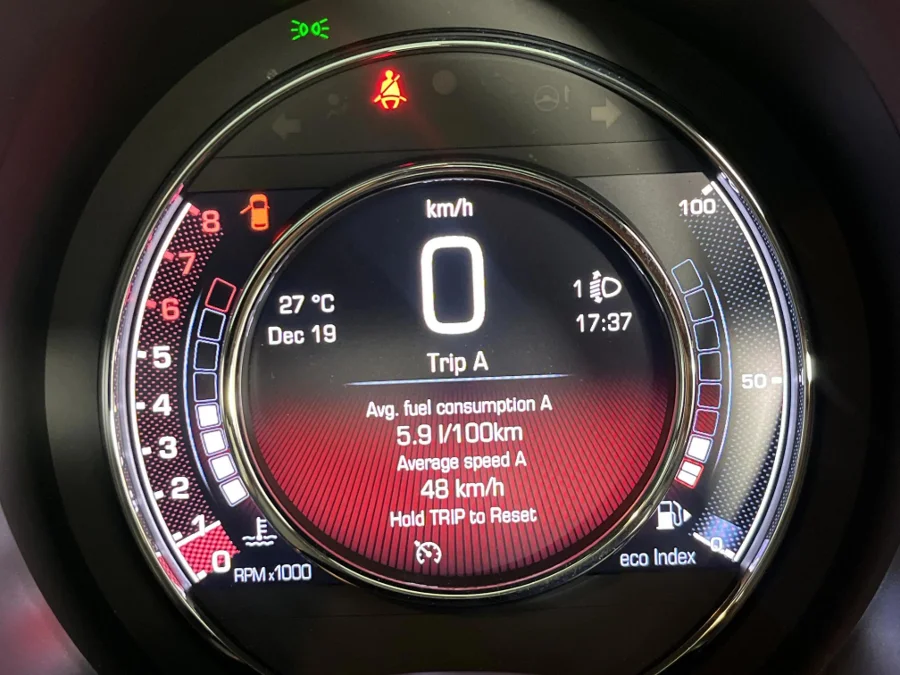 km/h
0
27 °C
Dec 19
1
17:37
Trip A
Avg. fuel consumption A
5.9 l/100km
Average speed A
48 km/h
Hold TRIP to Reset
8
7
6
5
4
3
2
1
0
RPM x1000
100
50
0
eco Index